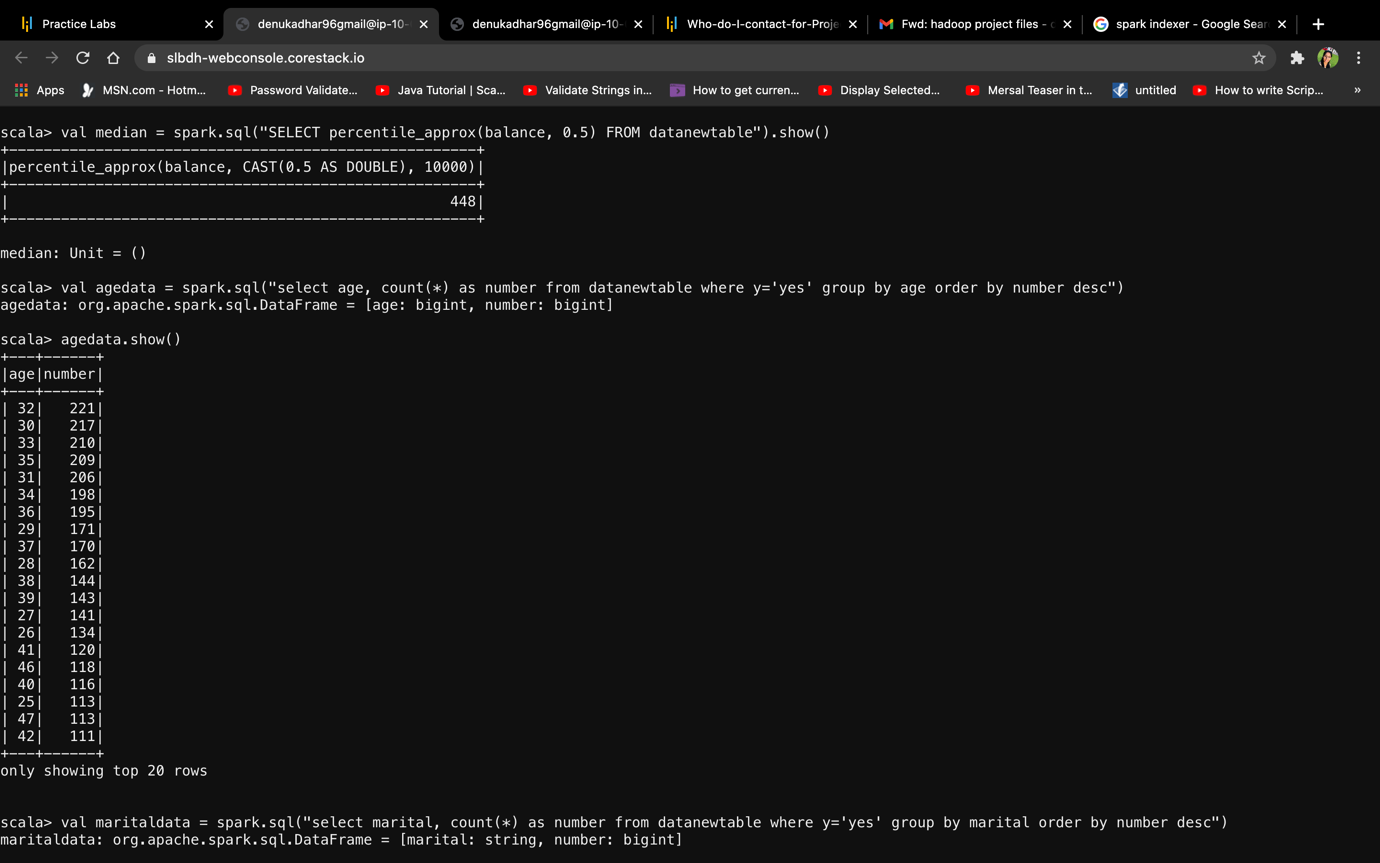 Practice Labs
denukadhar96gmail@ip-10-
denukadhar96gmail@ip-10-
Who-do-I-contact-for-Proje
Fwd: hadoop project files -
spark indexer - Google Sear
slbdh-webconsole.corestack.io
Apps
MSN.com - Hotm...
Password Validate...
Java Tutorial | Sca...
Validate Strings in...
How to get curren...
Display Selected...
Mersal Teaser in t...
untitled
How to write Scrip...
»
scala> val median = spark.sql("SELECT percentile_approx(balance, 0.5) FROM datanewtable").show()
+------------------------------------------------------+
|percentile_approx(balance, CAST(0.5 AS DOUBLE), 10000)|
+------------------------------------------------------+
|                                                   448|
+------------------------------------------------------+
median: Unit = ()
scala> val agedata = spark.sql("select age, count(*) as number from datanewtable where y='yes' group by age order by number desc")
agedata: org.apache.spark.sql.DataFrame = [age: bigint, number: bigint]
scala> agedata.show()
+---+------+
|age|number|
+---+------+
| 32|   221|
| 30|   217|
| 33|   210|
| 35|   209|
| 31|   206|
| 34|   198|
| 36|   195|
| 29|   171|
| 37|   170|
| 28|   162|
| 38|   144|
| 39|   143|
| 27|   141|
| 26|   134|
| 41|   120|
| 46|   118|
| 40|   116|
| 25|   113|
| 47|   113|
| 42|   111|
+---+------+
only showing top 20 rows
scala> val maritaldata = spark.sql("select marital, count(*) as number from datanewtable where y='yes' group by marital order by number desc")
maritaldata: org.apache.spark.sql.DataFrame = [marital: string, number: bigint]